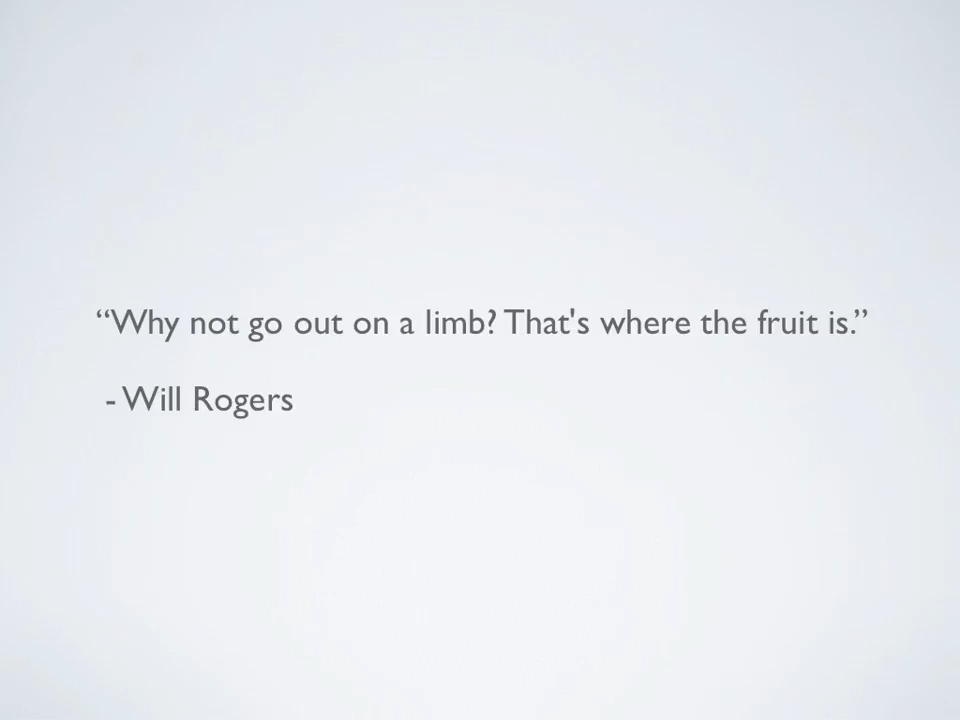 “Why not go out on a limb? That's where the fruit is.”
- Will Rogers